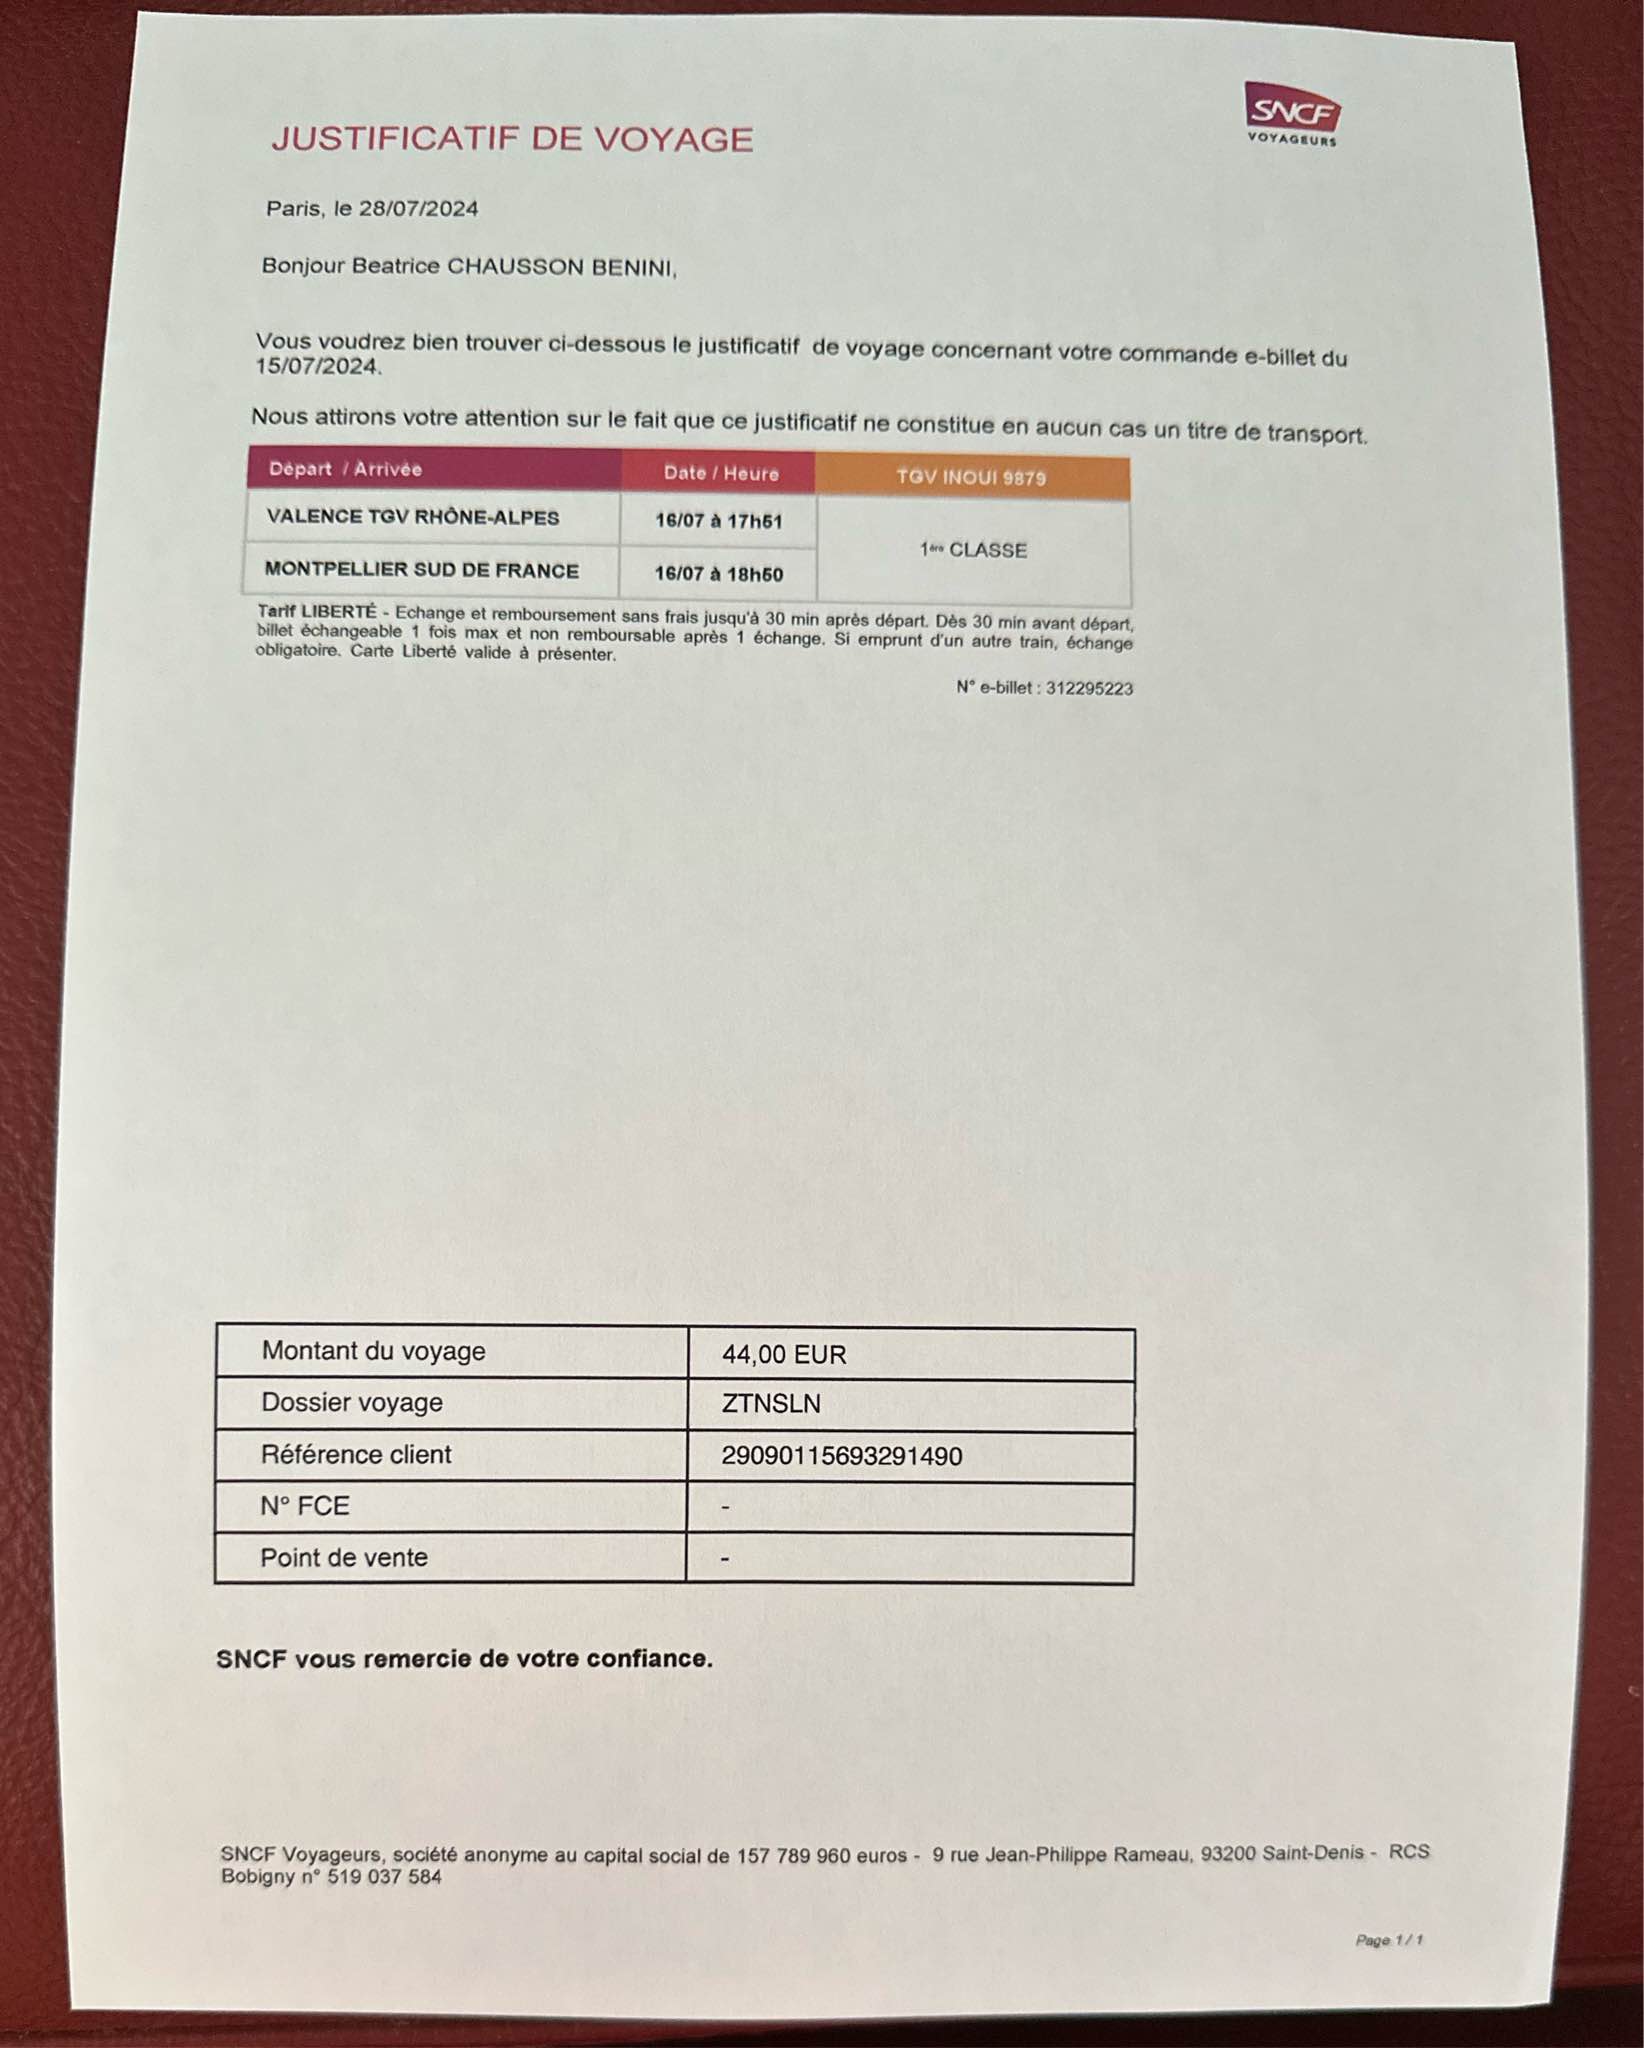 SNCF
VOYAGEURS
JUSTIFICATIF DE VOYAGE
Paris, le 28/07/2024
Bonjour Beatrice CHAUSSON BENINI,
Vous voudrez bien trouver ci-dessous le justificatif de voyage concernant votre commande e-billet du
15/07/2024.
Nous attirons votre attention sur le fait que ce justificatif ne constitue en aucun cas un titre de transport.
Départ / Arrivée Date / Heure TGV INOUI 9879
VALENCE TGV RHÔNE-ALPES 16/07 à 17h51
1ère CLASSE
MONTPELLIER SUD DE FRANCE 16/07 à 18h50
Tarif LIBERTÉ - Echange et remboursement sans frais jusqu'à 30 min après départ. Dès 30 min avant départ,
billet échangeable 1 fois max et non remboursable après 1 échange. Si emprunt d'un autre train, échange
obligatoire. Carte Liberté valide à présenter.
N° e-billet : 312295223
Montant du voyage 44,00 EUR
Dossier voyage ZTNSLN
Référence client 29090115693291490
N° FCE -
Point de vente -
SNCF vous remercie de votre confiance.
SNCF Voyageurs, société anonyme au capital social de 157 789 960 euros - 9 rue Jean-Philippe Rameau, 93200 Saint-Denis - RCS
Bobigny n° 519 037 584
Page 1 / 1